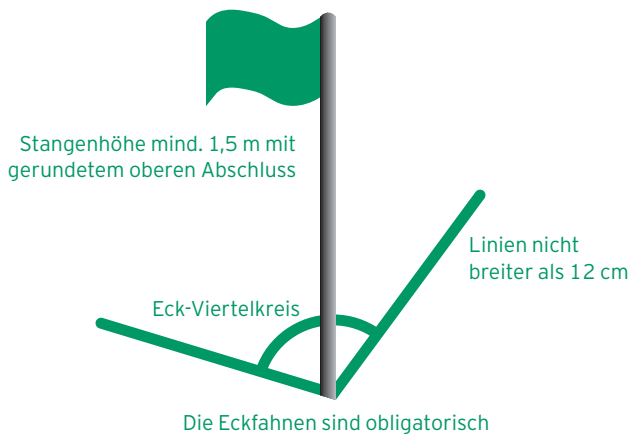 Stangenhöhe mind. 1,5 m mit
gerundetem oberen Abschluss
Linien nicht
breiter als 12 cm
Eck-Viertelkreis
Die Eckfahnen sind obligatorisch